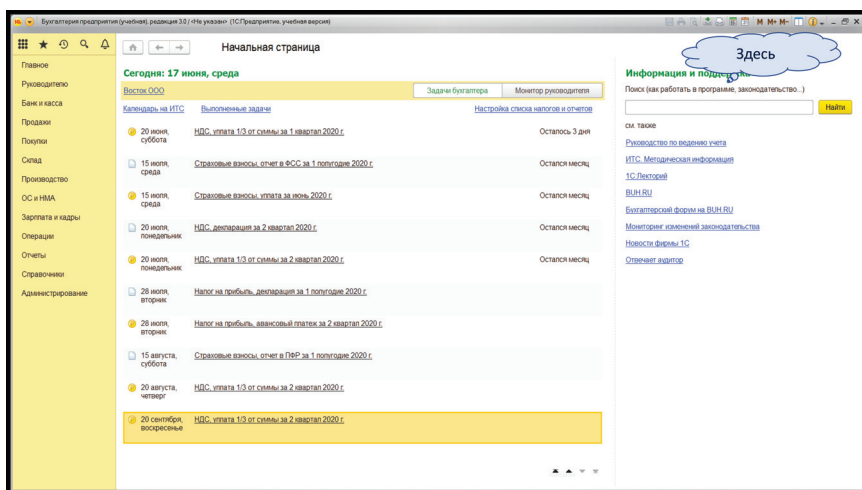 Бухгалтерия предприятия (учебная), редакция 3.0 / <Не указан> (1С:Предприятие, учебная версия)
M M+ M-
Начальная страница
Здесь
Главное
Руководителю
Банк и касса
Продажи
Покупки
Склад
Производство
ОС и НМА
Зарплата и кадры
Операции
Отчеты
Справочники
Администрирование
Сегодня: 17 июня, среда
Восток ООО
Задачи бухгалтера
Монитор руководителя
Календарь на ИТС
Выполненные задачи
Настройка списка налогов и отчетов
20 июня, суббота
НДС, уплата 1/3 от суммы за 1 квартал 2020 г.
Осталось 3 дня
15 июля, среда
Страховые взносы, отчет в ФСС за 1 полугодие 2020 г.
Остался месяц
15 июля, среда
Страховые взносы, уплата за июнь 2020 г.
Остался месяц
20 июля, понедельник
НДС, декларация за 2 квартал 2020 г.
Остался месяц
20 июля, понедельник
НДС, уплата 1/3 от суммы за 2 квартал 2020 г.
Остался месяц
28 июля, вторник
Налог на прибыль, декларация за 1 полугодие 2020 г.
28 июля, вторник
Налог на прибыль, авансовый платеж за 2 квартал 2020 г.
15 августа, суббота
Страховые взносы, отчет в ПФР за 1 полугодие 2020 г.
20 августа, четверг
НДС, уплата 1/3 от суммы за 2 квартал 2020 г.
20 сентября, воскресенье
НДС, уплата 1/3 от суммы за 2 квартал 2020 г.
Информация и поддержка
Поиск (как работать в программе, законодательство...)
Найти
см. также
Руководство по ведению учета
ИТС. Методическая информация
1С:Лекторий
BUH.RU
Бухгалтерский форум на BUH.RU
Мониторинг изменений законодательства
Новости фирмы 1С
Отвечает аудитор